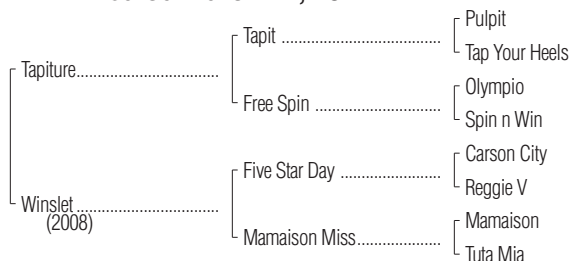 Pulpit
Tapit ........................................
Tap Your Heels
Tapiture....................................
Olympio
Free Spin ................................
Spin n Win
Carson City
Five Star Day .........................
Reggie V
Winslet.....................................
(2008)
Mamaison
Mamaison Miss.....................
Tuta Mia